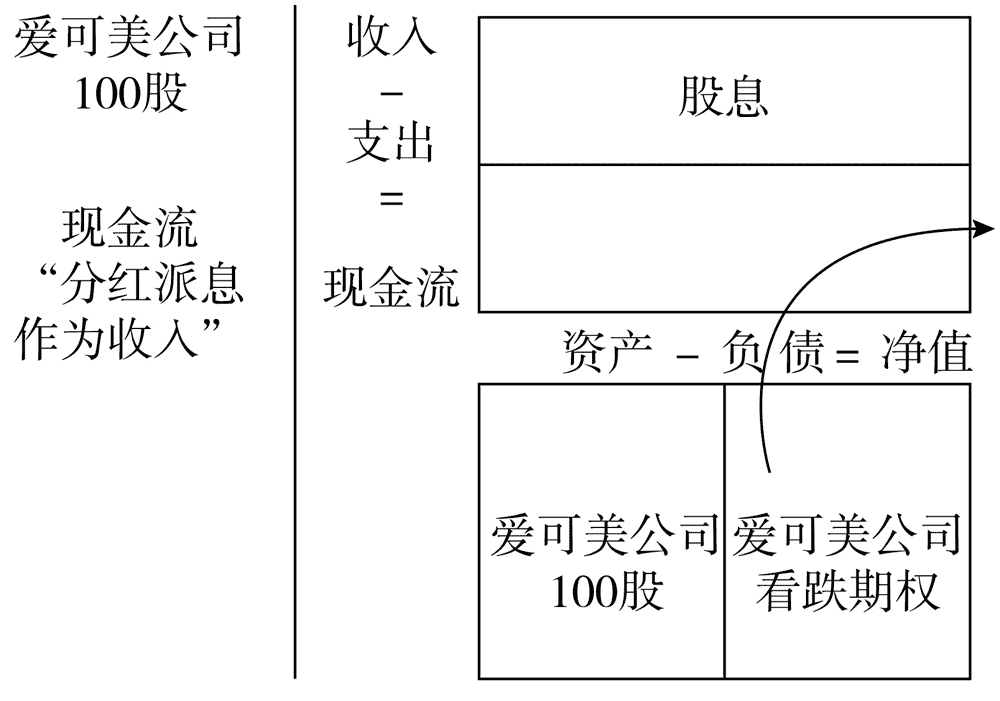 爱可美公司
100股
现金流
“分红派息
作为收入”
收入
-
支出
=
现金流
股息
资产 - 负债 = 净值
爱可美公司
100股
爱可美公司
看跌期权